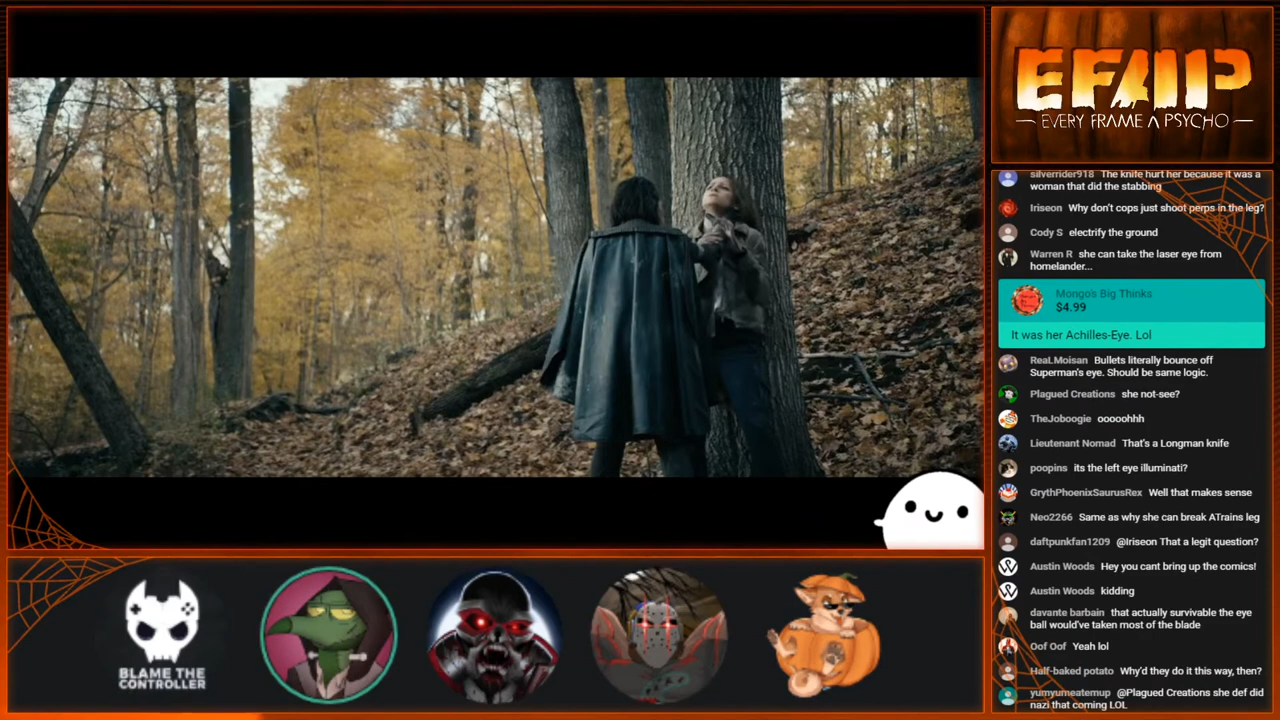 EFAIP
EVERY FRAME A PSYCHO
silverrider918 The knife hurt her because it was a
woman that did the stabbing
Iriseon Why don't cops just shoot perps in the leg?
Cody S electrify the ground
Warren R she can take the laser eye from
homelander...
Mongo's Big Thinks
$4.99
It was her Achilles-Eye. Lol
ReaLMoisan Bullets literally bounce off
Superman's eye. Should be same logic.
Plagued Creations she not-see?
TheJoboogie ooooohhh
Lieutenant Nomad That's a Longman knife
poopins its the left eye illuminati?
GrythPhoenixSaurusRex Well that makes sense
Neo2266 Same as why she can break ATrains leg
daftpunkfan1209 @Iriseon That a legit question?
Austin Woods Hey you cant bring up the comics!
Austin Woods kidding
davante barbain that actually survivable the eye
ball would've taken most of the blade
Oof Oof Yeah lol
Half-baked potato Why'd they do it this way, then?
yumyumeatemup @Plagued Creations she def did
nazi that coming LOL
BLAME THE
CONTROLLER